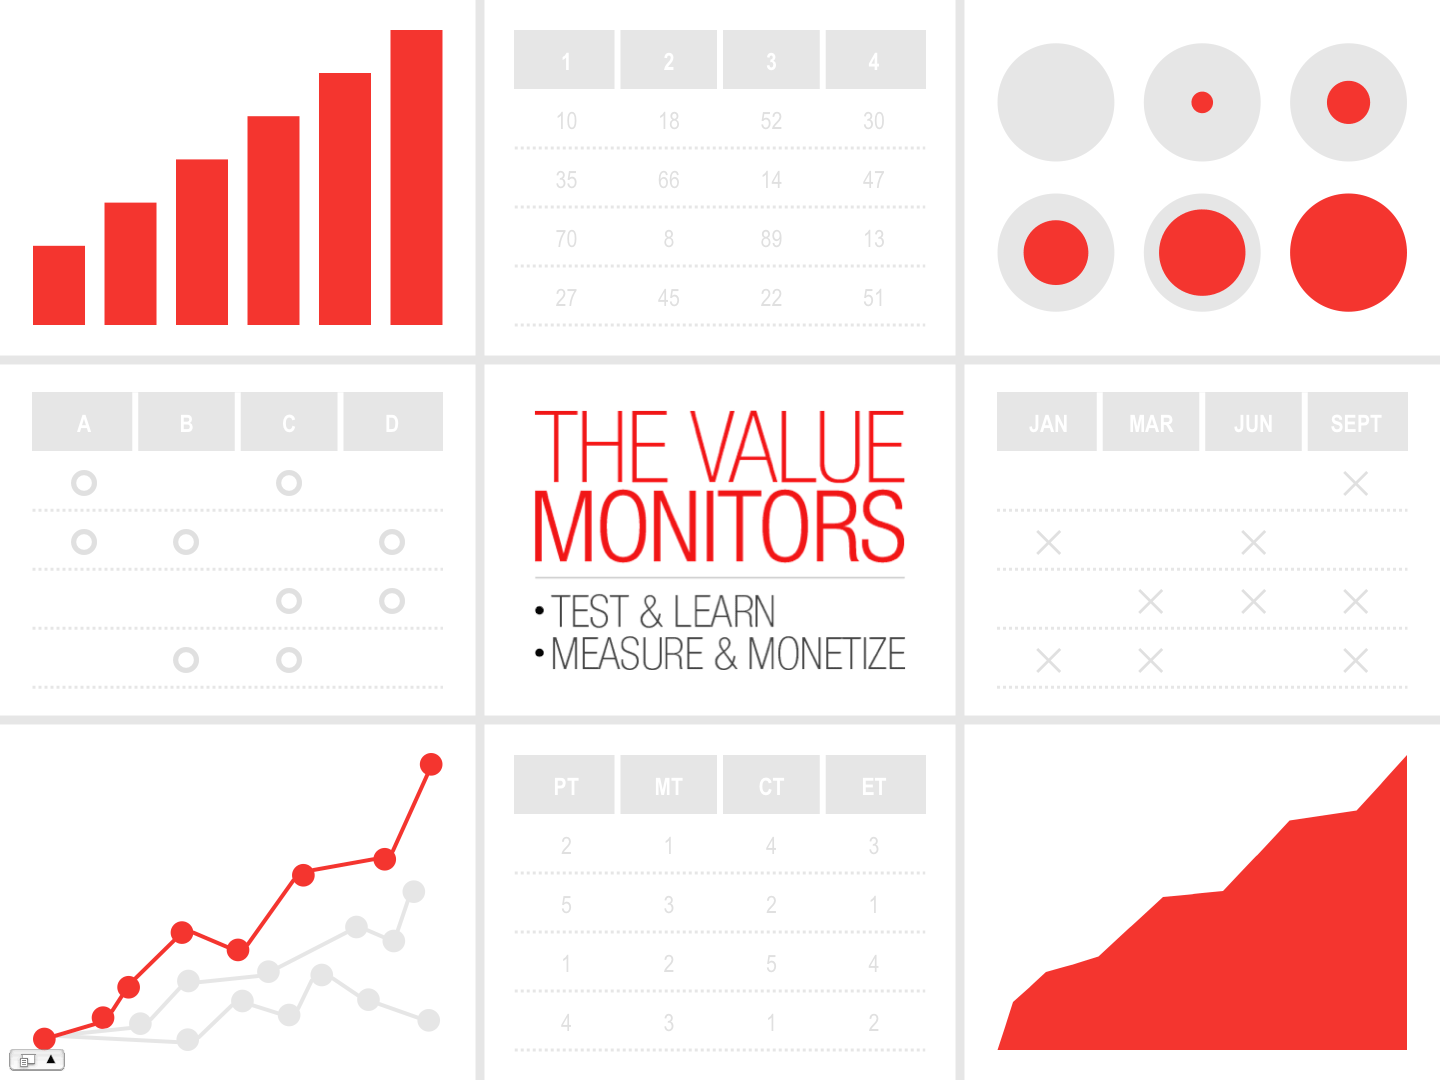 1 2 3 4
10 18 52 30
35 66 14 47
70 8 89 13
27 45 22 51
A B C D
THE VALUE
MONITORS
• TEST & LEARN
• MEASURE & MONETIZE
JAN MAR JUN SEPT
PT MT CT ET
2 1 4 3
5 3 2 1
1 2 5 4
4 3 1 2